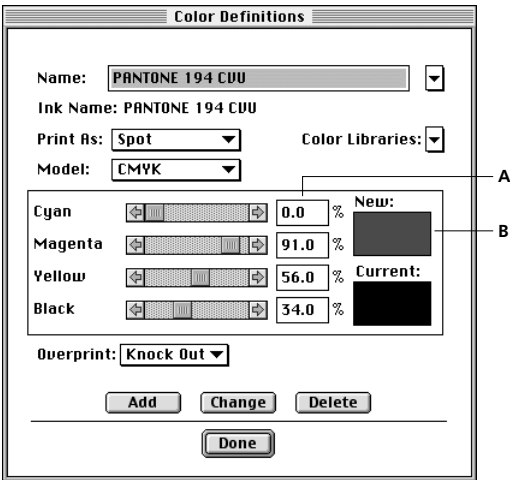 Color Definitions
Name: PANTONE 194 CVU
Ink Name: PANTONE 194 CVU
Print As: Spot Color Libraries:
Model: CMYK
A
Cyan 0.0 % New:
B
Magenta 91.0 %
Yellow 56.0 % Current:
Black 34.0 %
Overprint: Knock Out
Add Change Delete
Done